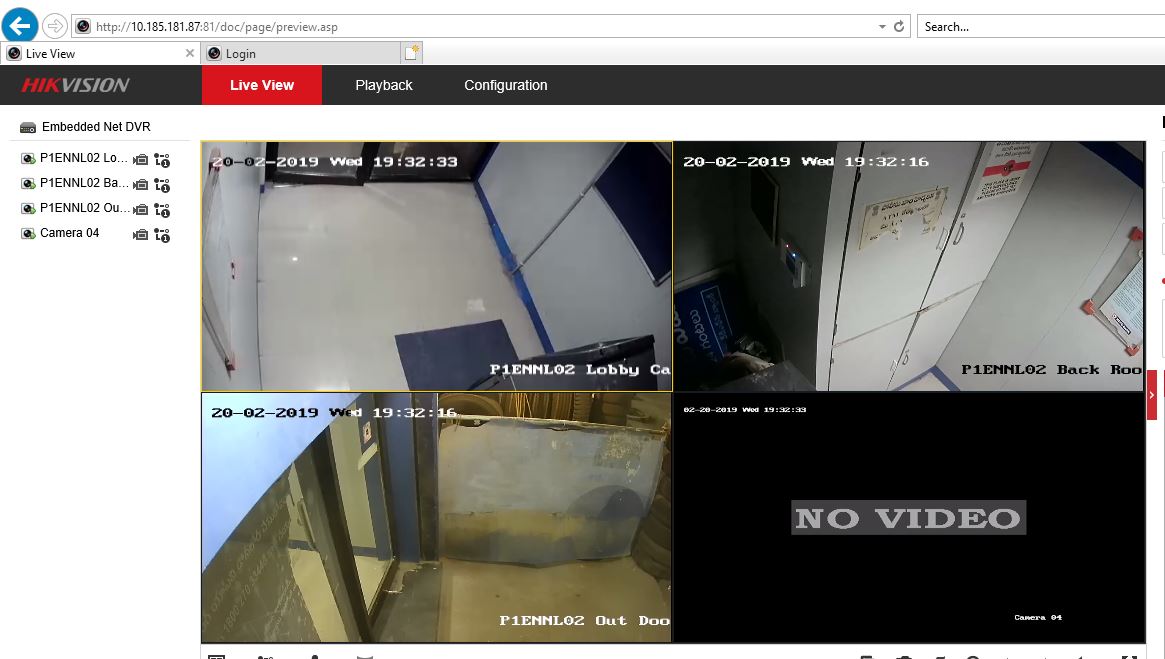 http://10.185.181.87:81/doc/page/preview.asp
Search...
Live View
Login
HIKVISION
Live View
Playback
Configuration
Embedded Net DVR
P1ENNL02 Lo...
P1ENNL02 Ba...
P1ENNL02 Ou...
Camera 04
20-02-2019 Wed 19:32:33
P1ENNL02 Lobby Ca
20-02-2019 Wed 19:32:16
P1ENNL02 Back Roo
20-02-2019 Wed 19:32:16
P1ENNL02 Out Doo
02-20-2019 Wed 19:32:33
NO VIDEO
Camera 04